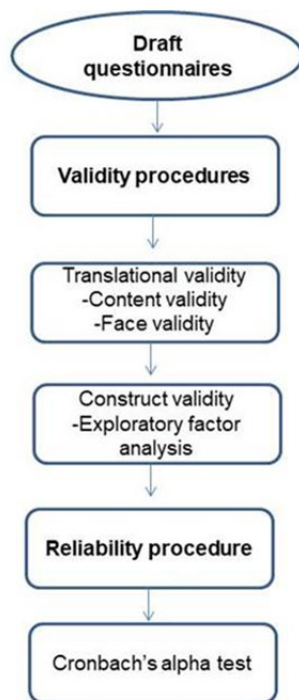 Draft
questionnaires
Validity procedures
Translational validity
-Content validity
-Face validity
Construct validity
-Exploratory factor
analysis
Reliability procedure
Cronbach's alpha test